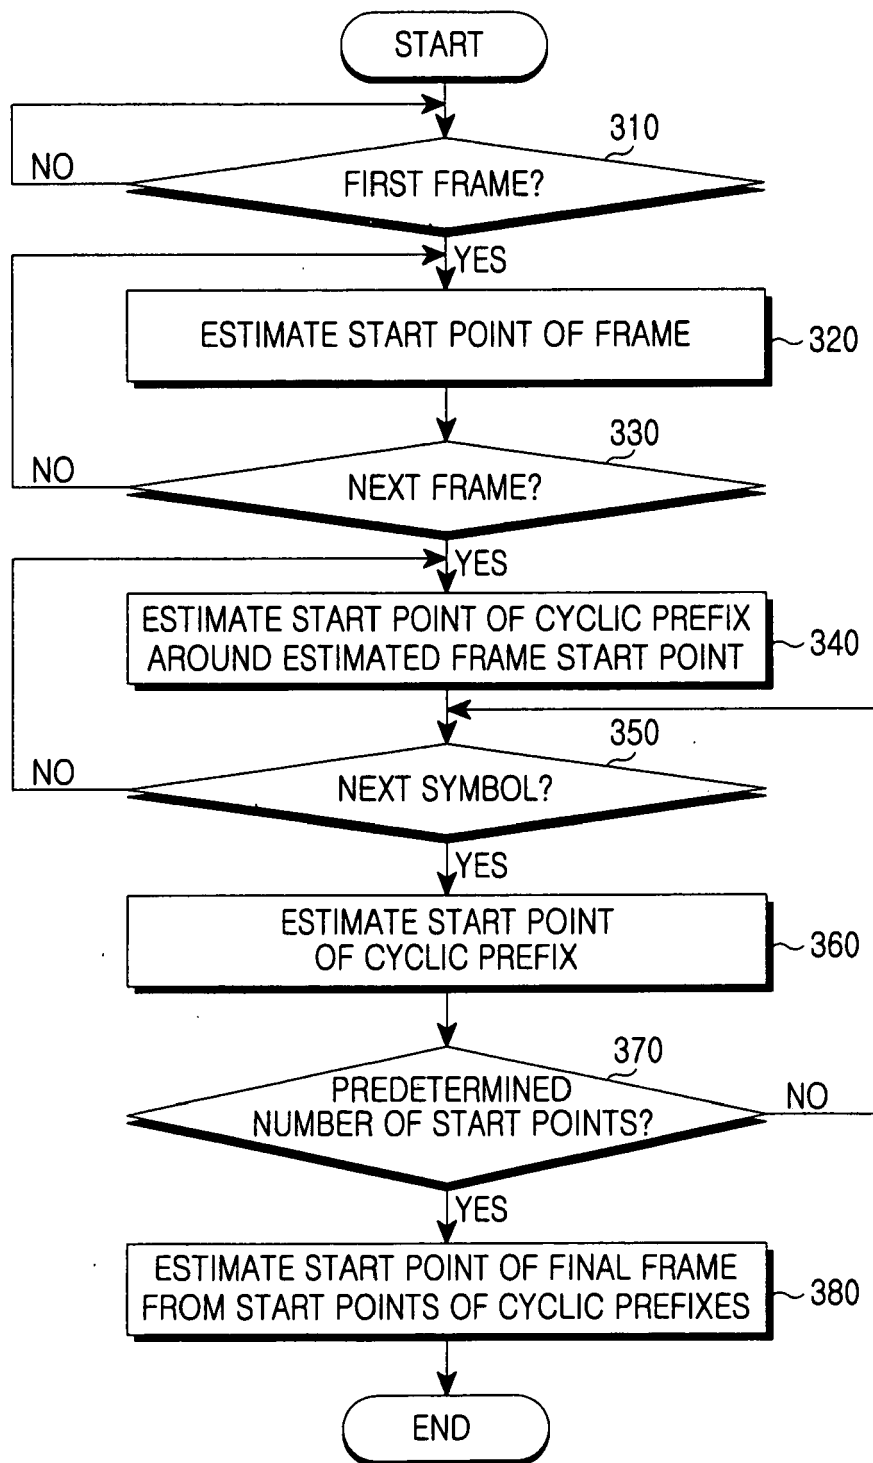 START
310
NO
FIRST FRAME?
YES
ESTIMATE START POINT OF FRAME
320
330
NO
NEXT FRAME?
YES
ESTIMATE START POINT OF CYCLIC PREFIX
AROUND ESTIMATED FRAME START POINT
340
350
NO
NEXT SYMBOL?
YES
ESTIMATE START POINT
OF CYCLIC PREFIX
360
370
PREDETERMINED
NUMBER OF START POINTS?
NO
YES
ESTIMATE START POINT OF FINAL FRAME
FROM START POINTS OF CYCLIC PREFIXES
380
END